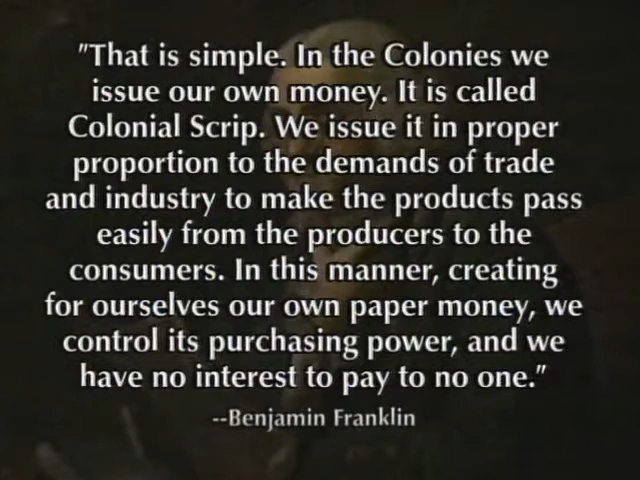 "That is simple. In the Colonies we
issue our own money. It is called
Colonial Scrip. We issue it in proper
proportion to the demands of trade
and industry to make the products pass
easily from the producers to the
consumers. In this manner, creating
for ourselves our own paper money, we
control its purchasing power, and we
have no interest to pay to no one."
--Benjamin Franklin